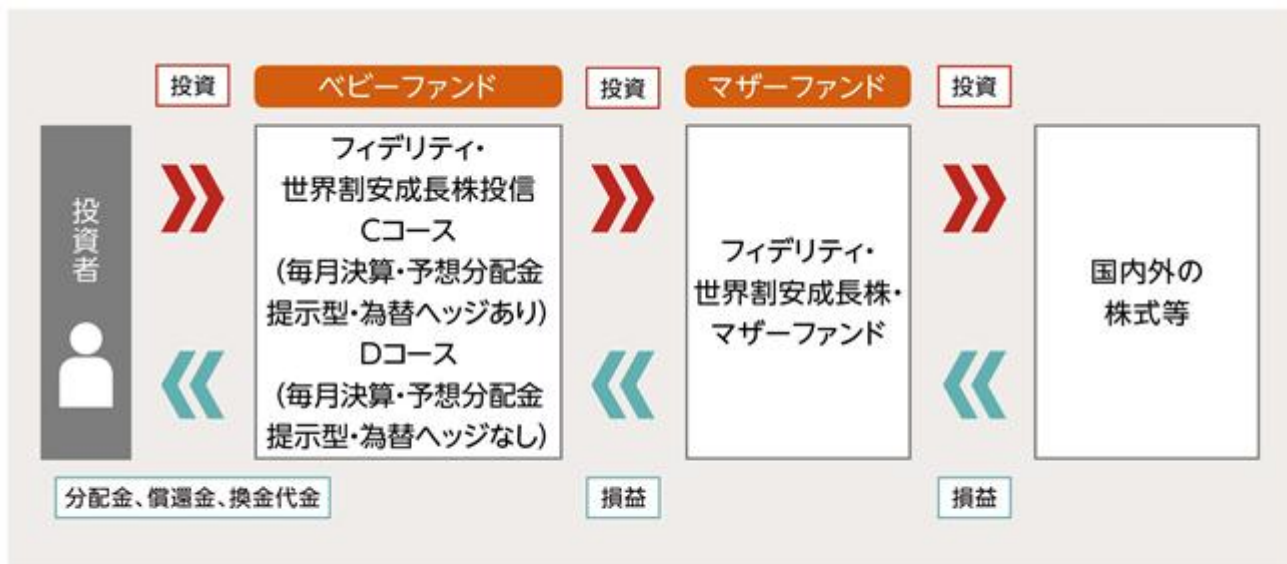 投資
ベビーファンド
投資
マザーファンド
投資
投資者
フィデリティ・
世界割安成長株投信
Cコース
(毎月決算・予想分配金
提示型・為替ヘッジあり)
Dコース
(毎月決算・予想分配金
提示型・為替ヘッジなし)
フィデリティ・
世界割安成長株・
マザーファンド
国内外の
株式等
分配金、償還金、換金代金
損益
損益